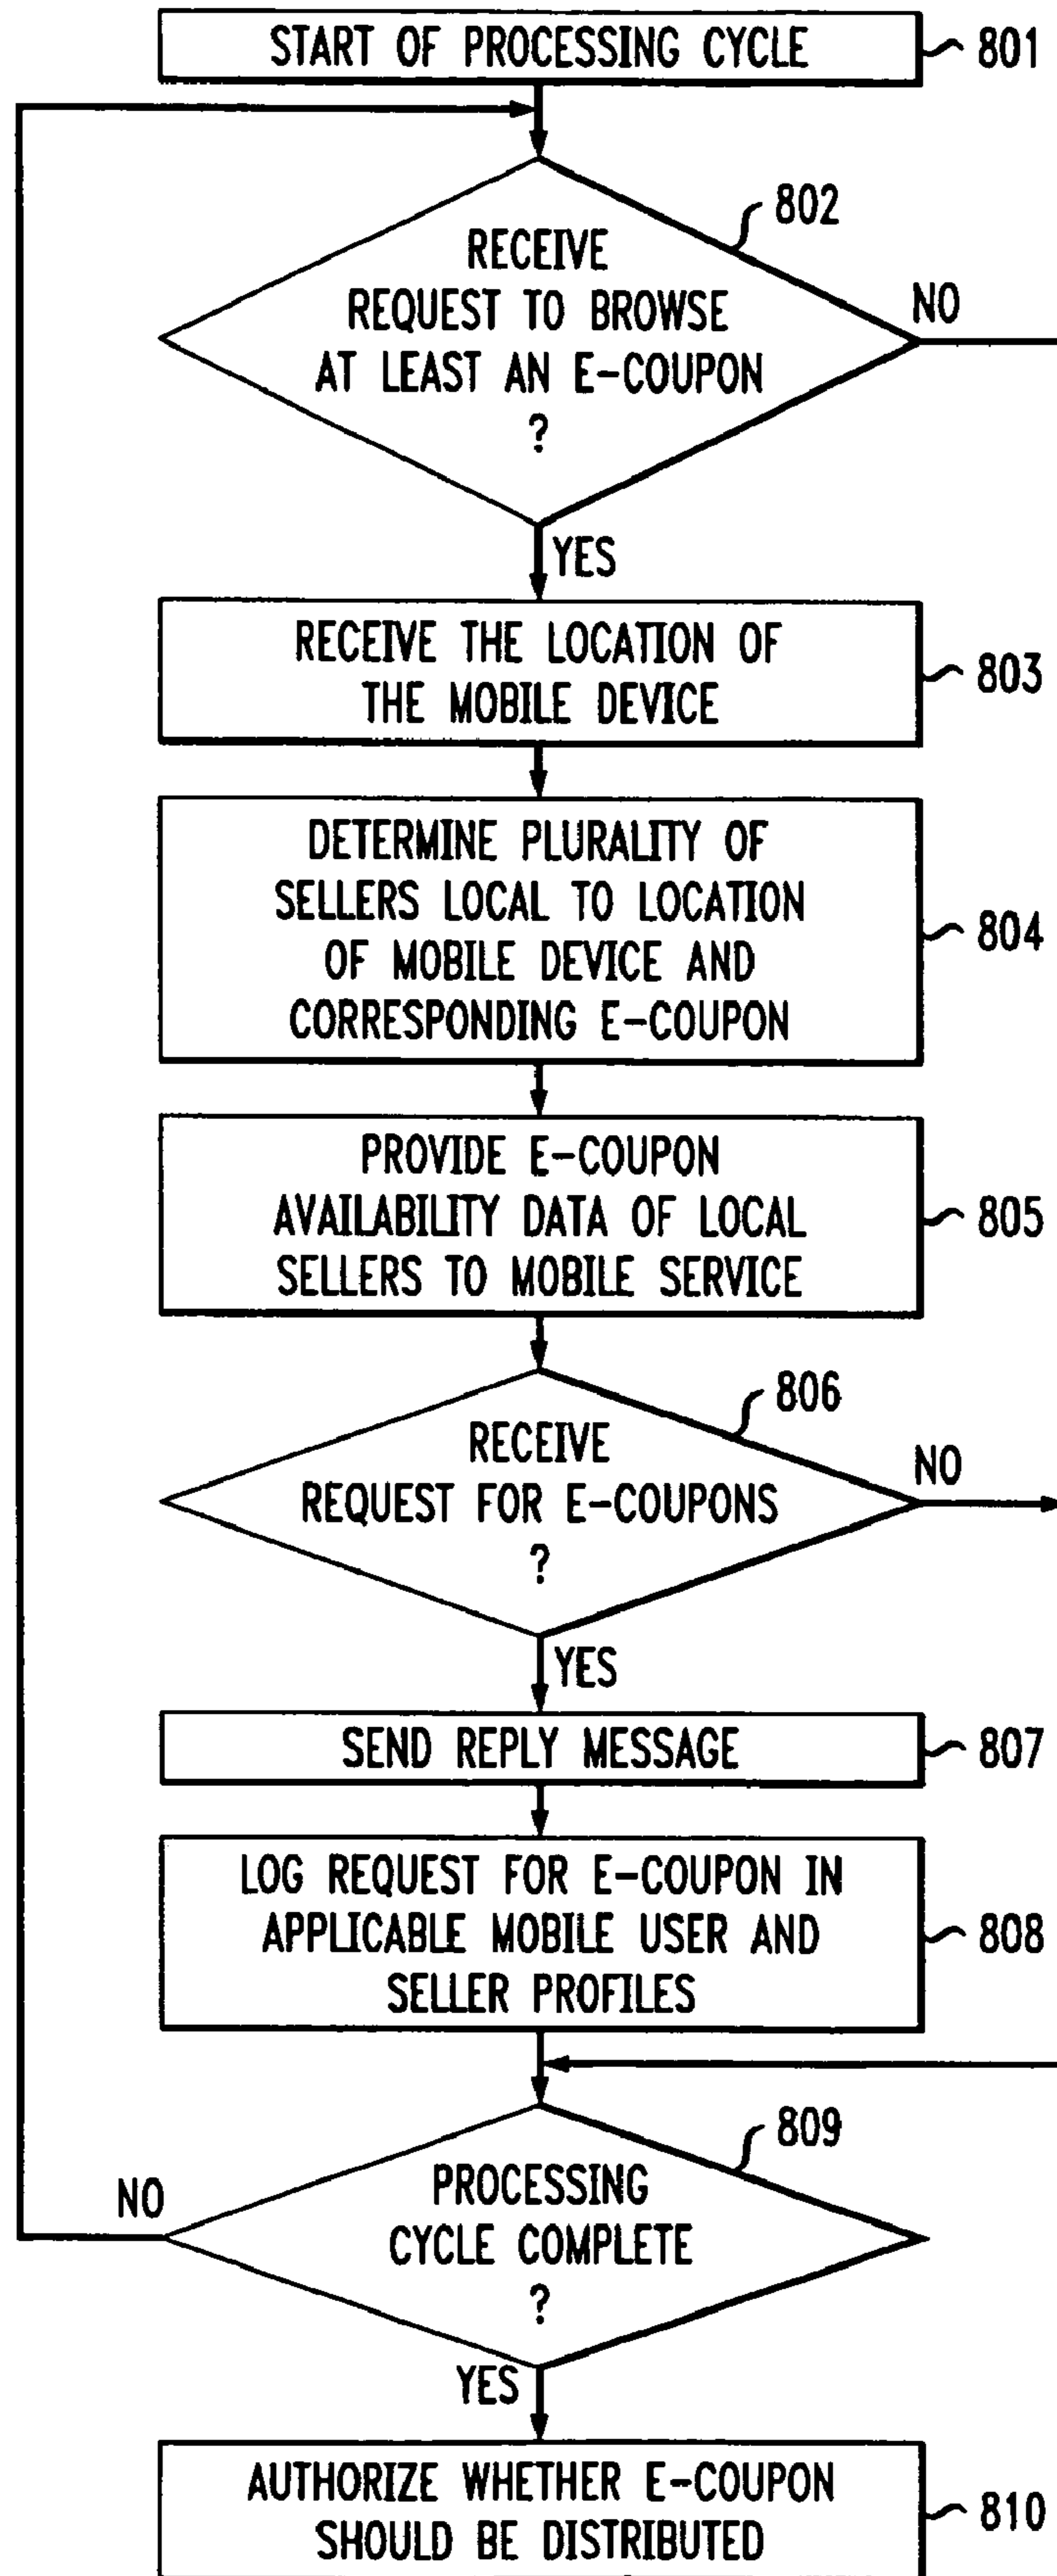 START OF PROCESSING CYCLE
801
802
RECEIVE
REQUEST TO BROWSE
AT LEAST AN E-COUPON
?
NO
YES
RECEIVE THE LOCATION OF
THE MOBILE DEVICE
803
DETERMINE PLURALITY OF
SELLERS LOCAL TO LOCATION
OF MOBILE DEVICE AND
CORRESPONDING E-COUPON
804
PROVIDE E-COUPON
AVAILABILITY DATA OF LOCAL
SELLERS TO MOBILE SERVICE
805
806
RECEIVE
REQUEST FOR E-COUPONS
?
NO
YES
SEND REPLY MESSAGE
807
LOG REQUEST FOR E-COUPON IN
APPLICABLE MOBILE USER AND
SELLER PROFILES
808
809
PROCESSING
CYCLE COMPLETE
?
NO
YES
AUTHORIZE WHETHER E-COUPON
SHOULD BE DISTRIBUTED
810